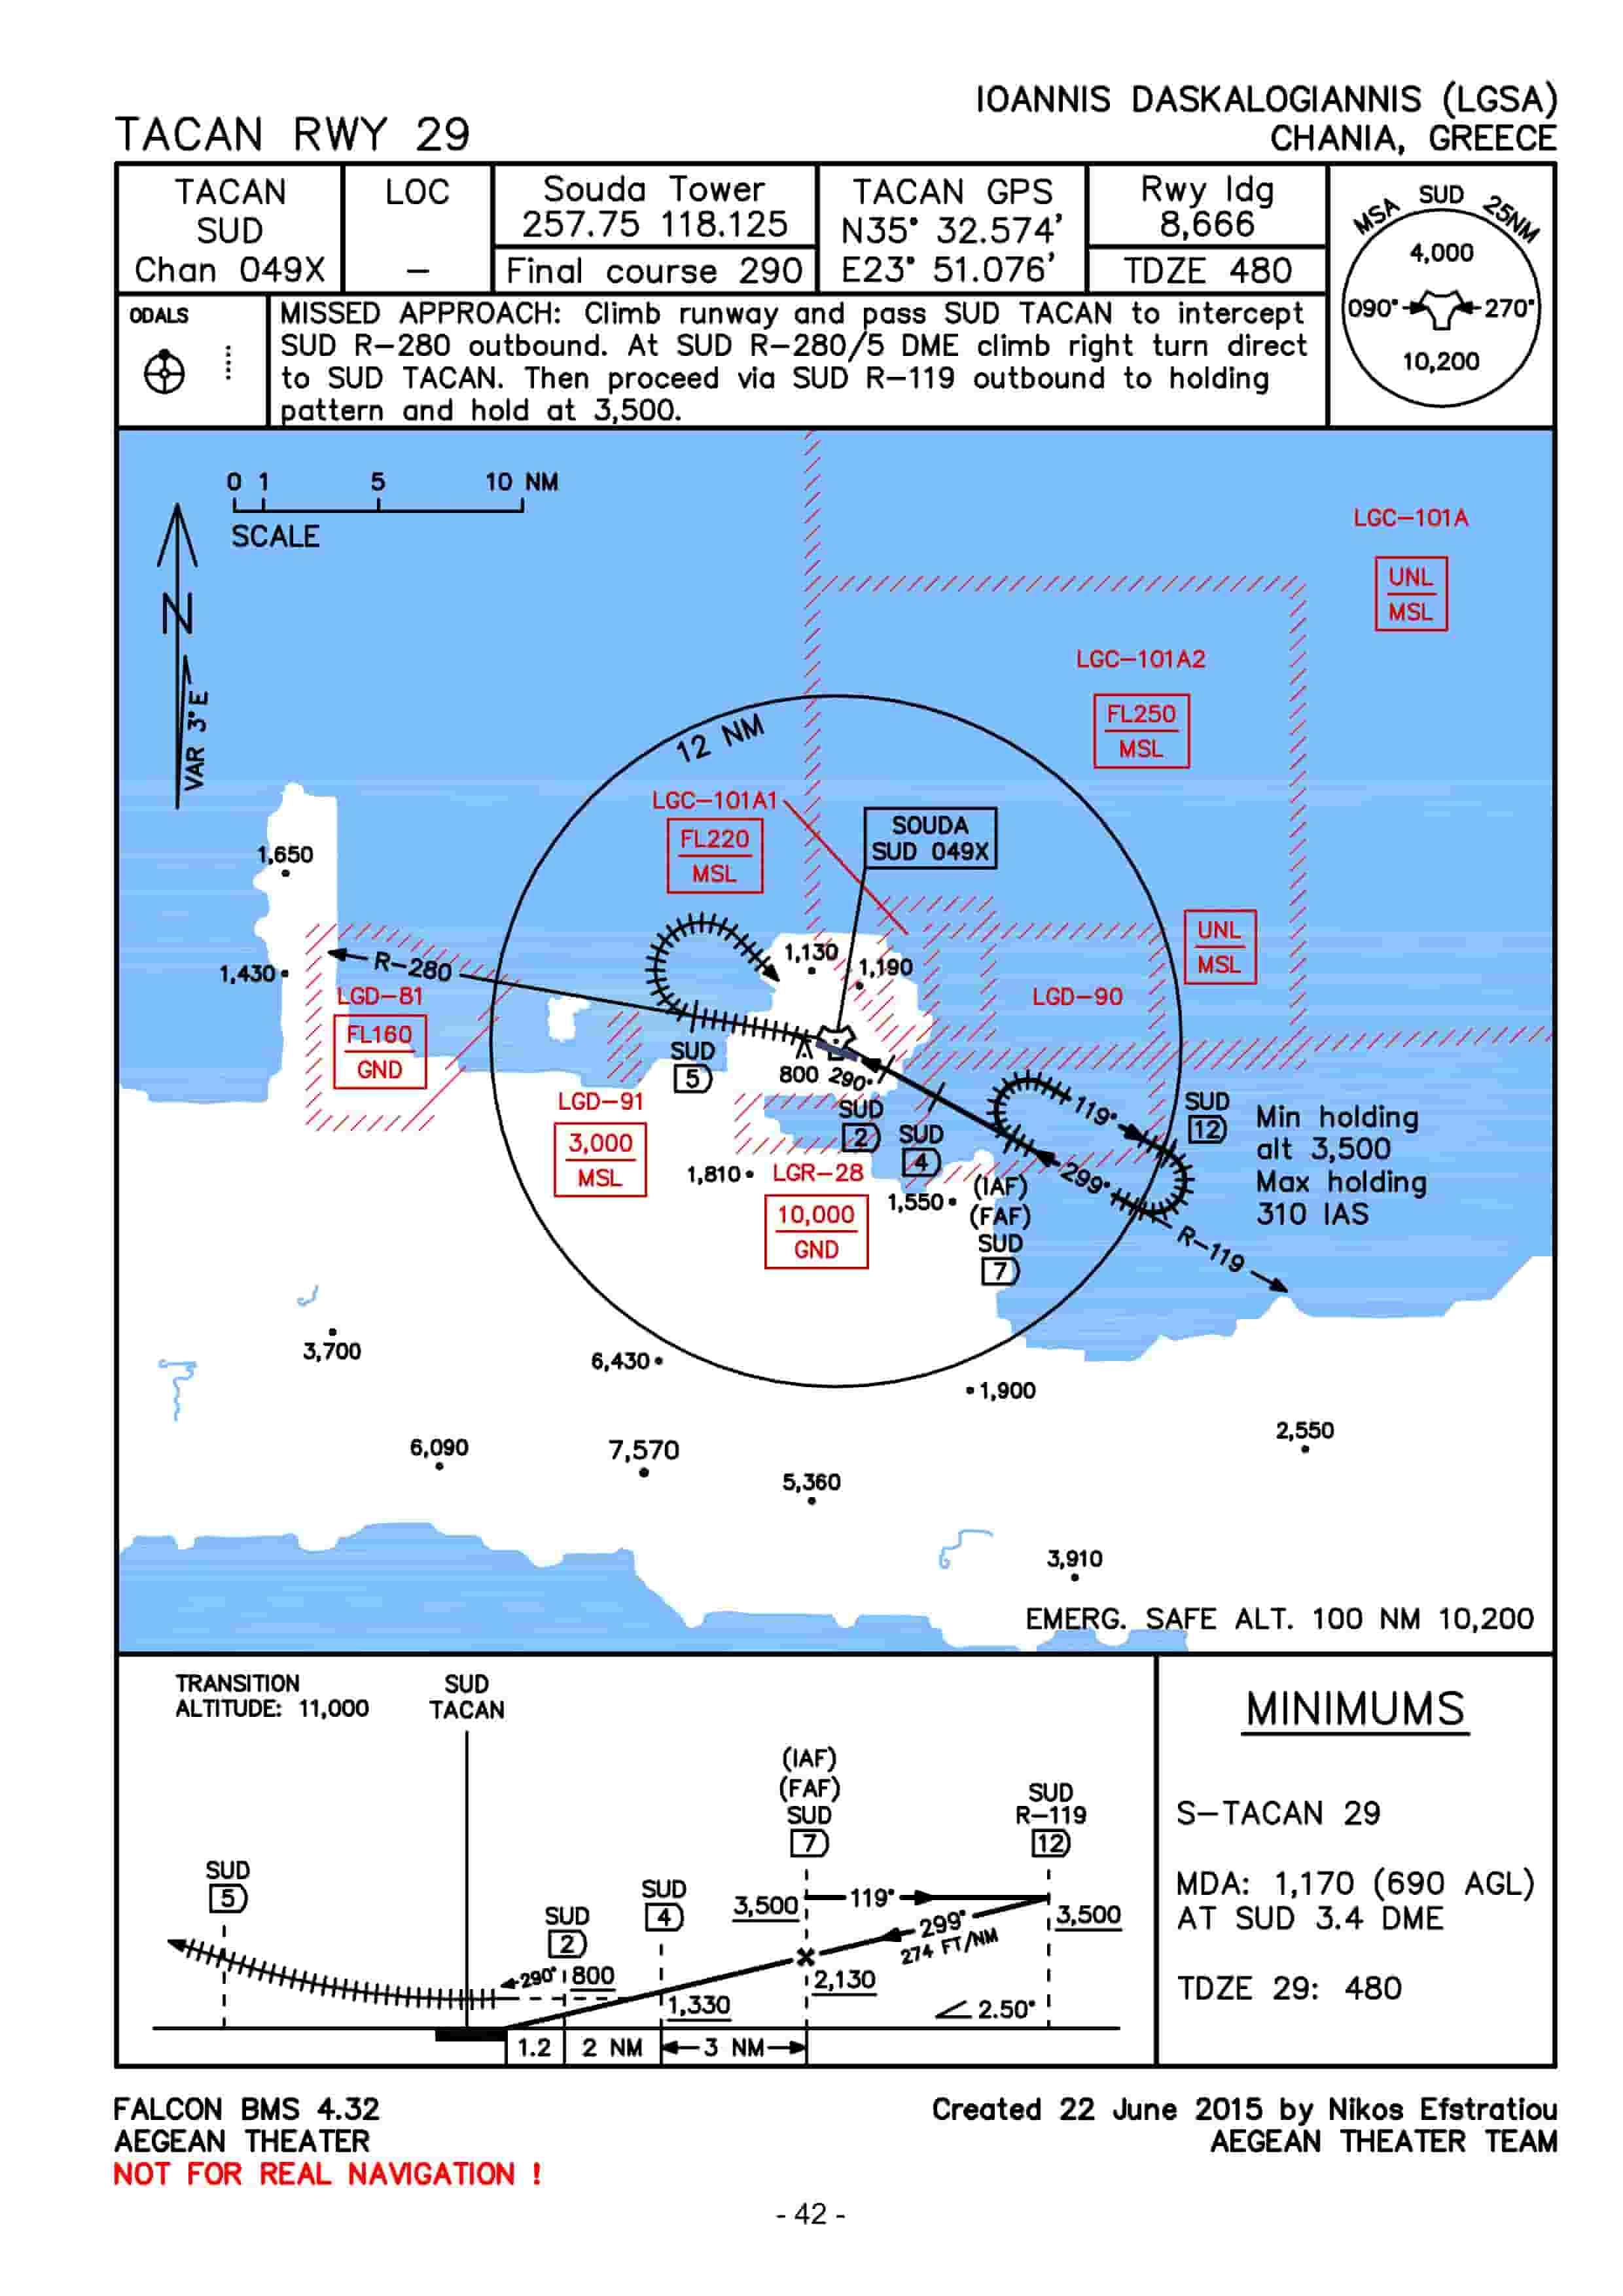 IOANNIS DASKALOGIANNIS (LGSA)
TACAN RWY 29
CHANIA, GREECE
TACAN
SUD
Chan 049X
LOC
–
Souda Tower
257.75 118.125
Final course 290
TACAN GPS
N35° 32.574'
E23° 51.076'
Rwy ldg
8,666
TDZE 480
MSA SUD 25NM
4,000
090° 270°
10,200
ODALS
MISSED APPROACH: Climb runway and pass SUD TACAN to intercept
SUD R–280 outbound. At SUD R–280/5 DME climb right turn direct
to SUD TACAN. Then proceed via SUD R–119 outbound to holding
pattern and hold at 3,500.
0 1 5 10 NM
SCALE
N
VAR 3°E
LGC–101A
UNL
MSL
LGC–101A2
FL250
MSL
12 NM
LGC–101A1
FL220
MSL
SOUDA
SUD 049X
1,650
1,430
R–280
LGD–81
FL160
GND
1,130
1,190
UNL
MSL
LGD–90
SUD
5
800
290°
SUD
2
SUD
4
119°
299°
SUD
12
Min holding
alt 3,500
Max holding
310 IAS
LGD–91
3,000
MSL
1,810
LGR–28
10,000
GND
1,550
(IAF)
(FAF)
SUD
7
R–119
3,700
6,430
1,900
6,090
7,570
5,360
2,550
3,910
EMERG. SAFE ALT. 100 NM 10,200
TRANSITION
ALTITUDE: 11,000
SUD
TACAN
SUD
5
SUD
2
290°
800
SUD
4
1,330
(IAF)
(FAF)
SUD
7
3,500
2,130
119°
299°
274 FT/NM
SUD
R–119
12
3,500
2.50°
1.2
2 NM
3 NM
MINIMUMS
S–TACAN 29
MDA: 1,170 (690 AGL)
AT SUD 3.4 DME
TDZE 29: 480
FALCON BMS 4.32
AEGEAN THEATER
NOT FOR REAL NAVIGATION !
Created 22 June 2015 by Nikos Efstratiou
AEGEAN THEATER TEAM
- 42 -